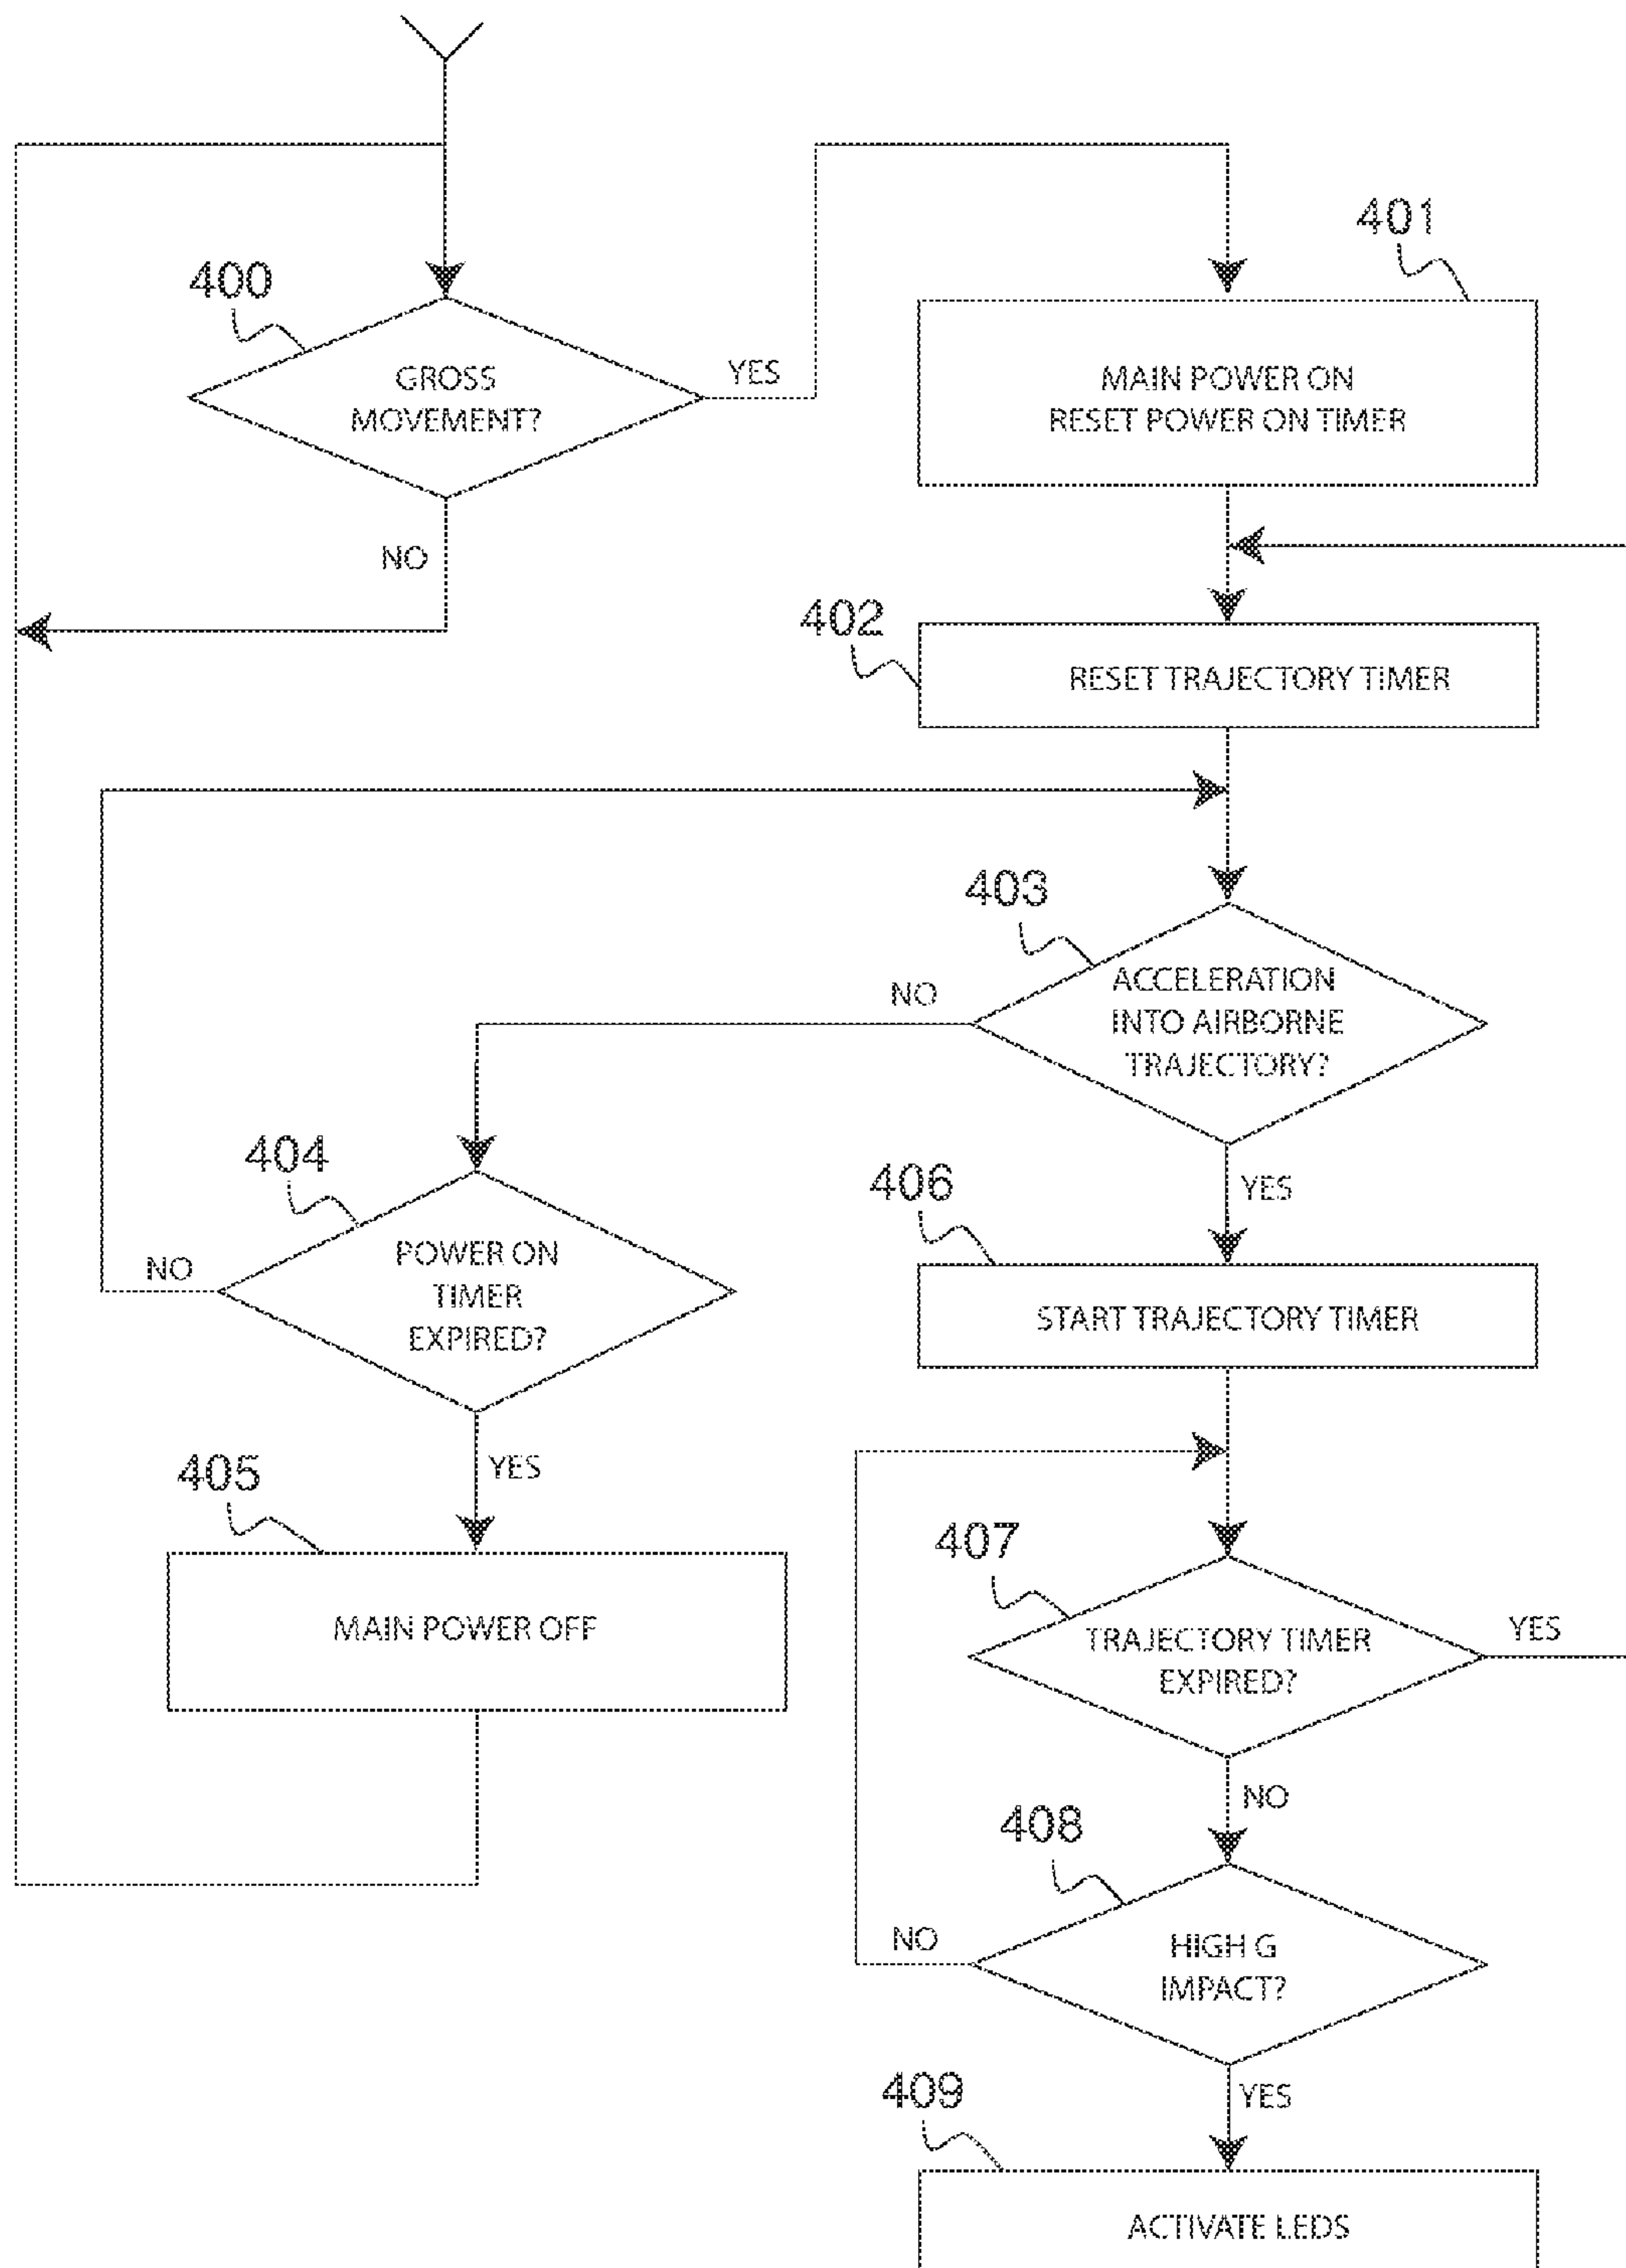 400
GROSS
MOVEMENT?
YES
NO
401
MAIN POWER ON
RESET POWER ON TIMER
402
RESET TRAJECTORY TIMER
403
ACCELERATION
INTO AIRBORNE
TRAJECTORY?
NO
YES
404
POWER ON
TIMER
EXPIRED?
NO
YES
405
MAIN POWER OFF
406
START TRAJECTORY TIMER
407
TRAJECTORY TIMER
EXPIRED?
YES
NO
408
HIGH G
IMPACT?
NO
YES
409
ACTIVATE LEDS